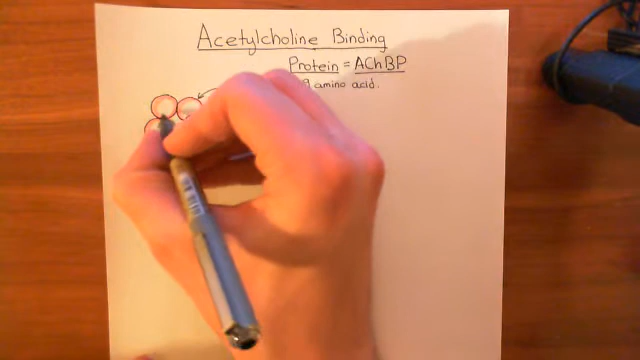 Acetylcholine Binding
Protein = AChBP
amino acid.